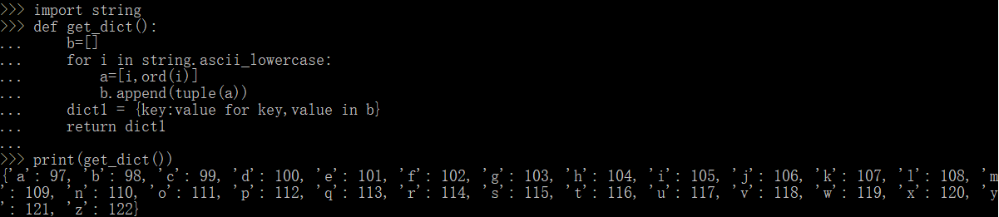 >>> import string
>>> def get_dict():
...     b=[]
...     for i in string.ascii_lowercase:
...         a=[i,ord(i)]
...         b.append(tuple(a))
...     dict1 = {key:value for key,value in b}
...     return dict1
...
>>> print(get_dict())
{'a': 97, 'b': 98, 'c': 99, 'd': 100, 'e': 101, 'f': 102, 'g': 103, 'h': 104, 'i': 105, 'j': 106, 'k': 107, 'l': 108, 'm
': 109, 'n': 110, 'o': 111, 'p': 112, 'q': 113, 'r': 114, 's': 115, 't': 116, 'u': 117, 'v': 118, 'w': 119, 'x': 120, 'y
': 121, 'z': 122}